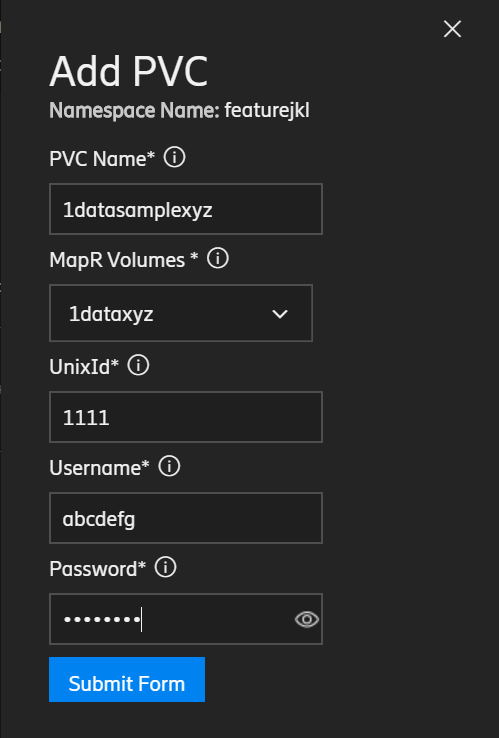 Add PVC
Namespace Name: featurejkl
PVC Name*
1datasamplexyz
MapR Volumes *
1dataxyz
UnixId*
1111
Username*
abcdefg
Password*
••••••••
Submit Form